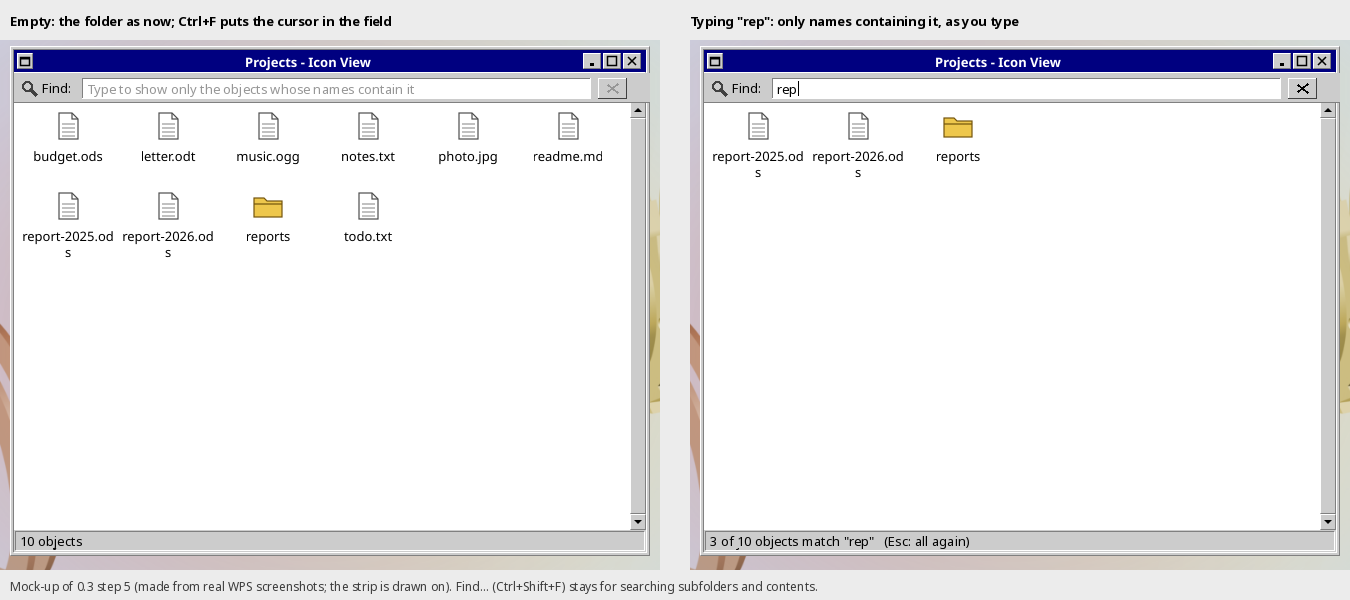 Empty: the folder as now; Ctrl+F puts the cursor in the field
Projects - Icon View
Find: Type to show only the objects whose names contain it
budget.ods letter.odt music.ogg notes.txt photo.jpg readme.md
report-2025.ods report-2026.ods reports todo.txt
10 objects
Typing "rep": only names containing it, as you type
Projects - Icon View
Find: rep
report-2025.ods report-2026.ods reports
3 of 10 objects match "rep" (Esc: all again)
Mock-up of 0.3 step 5 (made from real WPS screenshots; the strip is drawn on). Find... (Ctrl+Shift+F) stays for searching subfolders and contents.